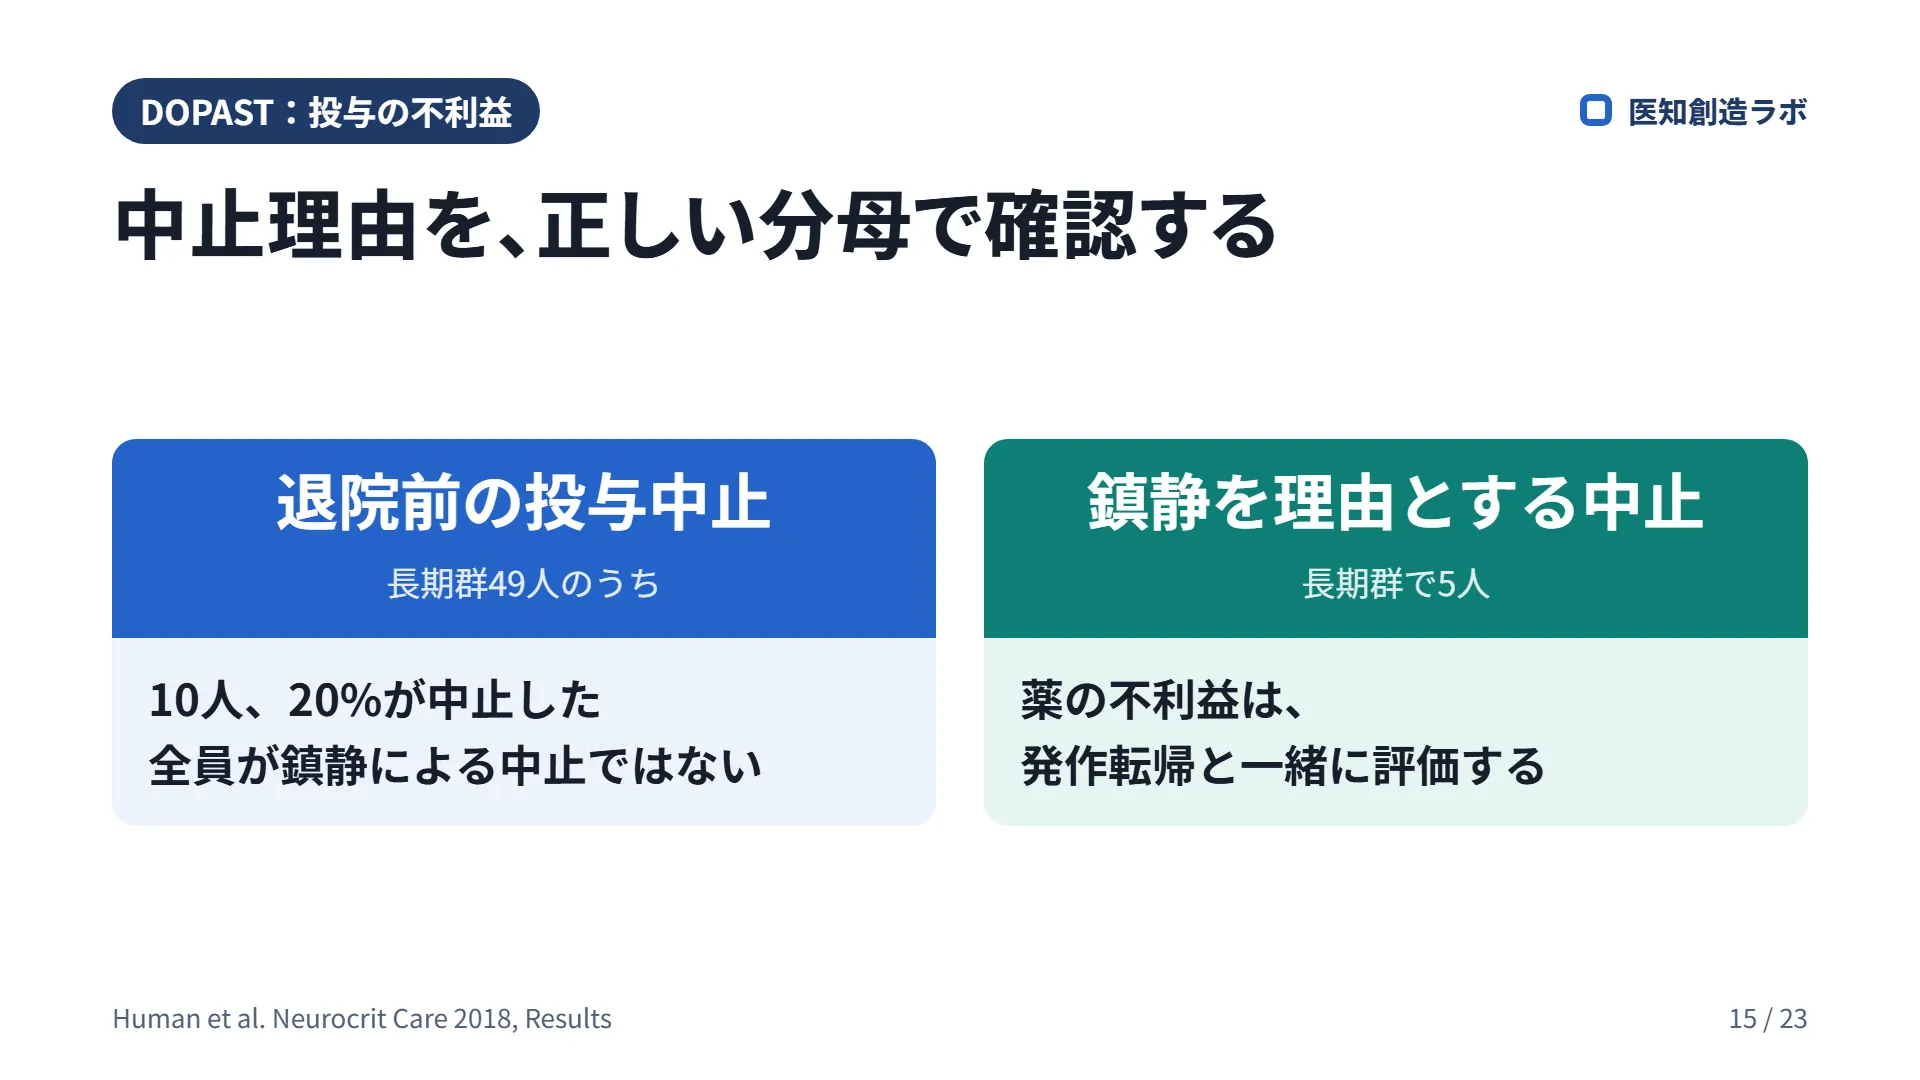 DOPAST：投与の不利益
医知創造ラボ
中止理由を、正しい分母で確認する
退院前の投与中止
長期群49人のうち
10人、20%が中止した
全員が鎮静による中止ではない
鎮静を理由とする中止
長期群で5人
薬の不利益は、
発作転帰と一緒に評価する
Human et al. Neurocrit Care 2018, Results
15 / 23